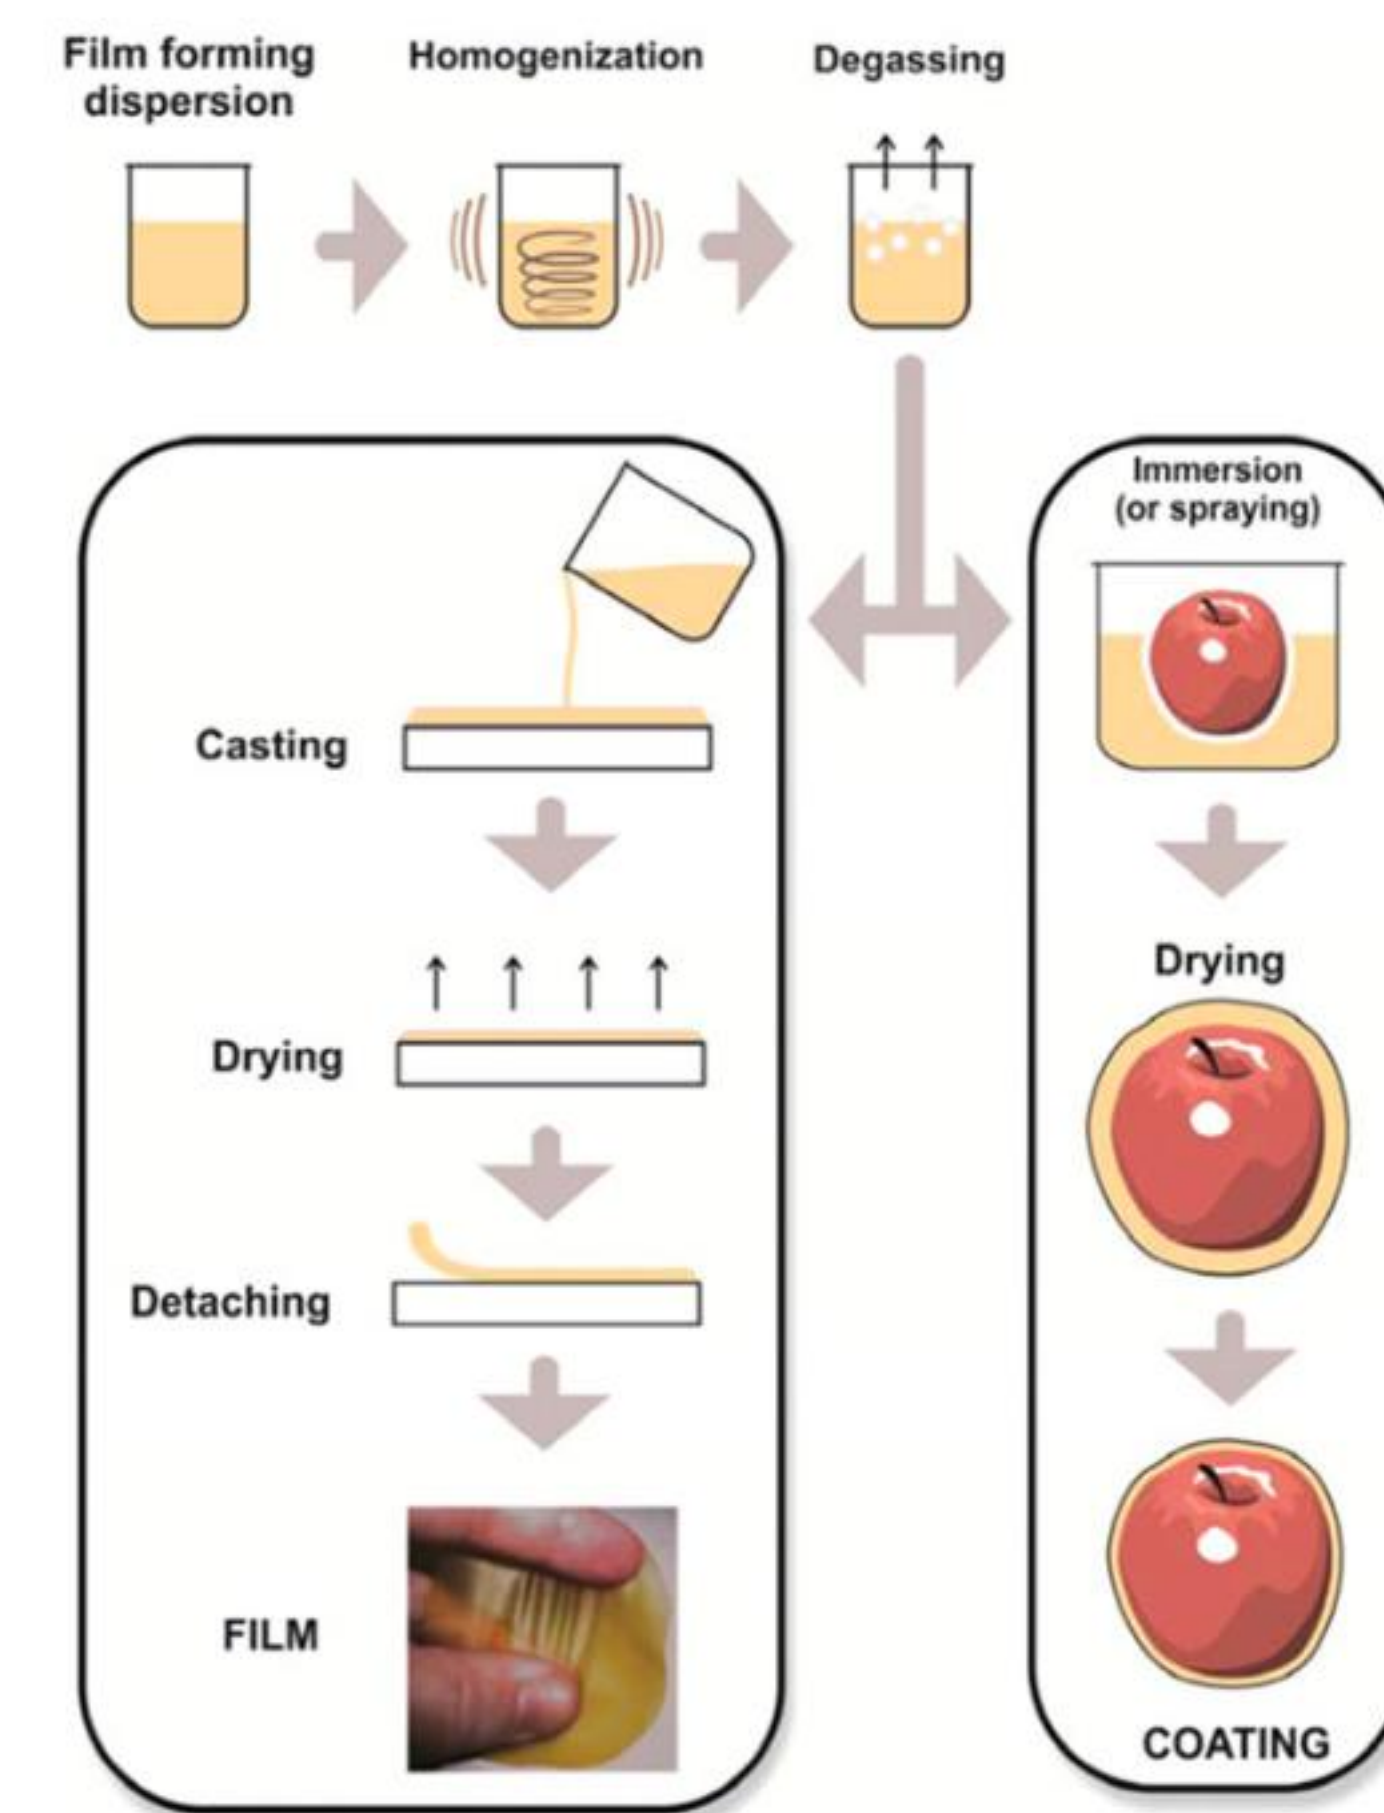 Film forming
dispersion
Homogenization
Degassing
Casting
Drying
Detaching
FILM
Immersion
(or spraying)
Drying
COATING